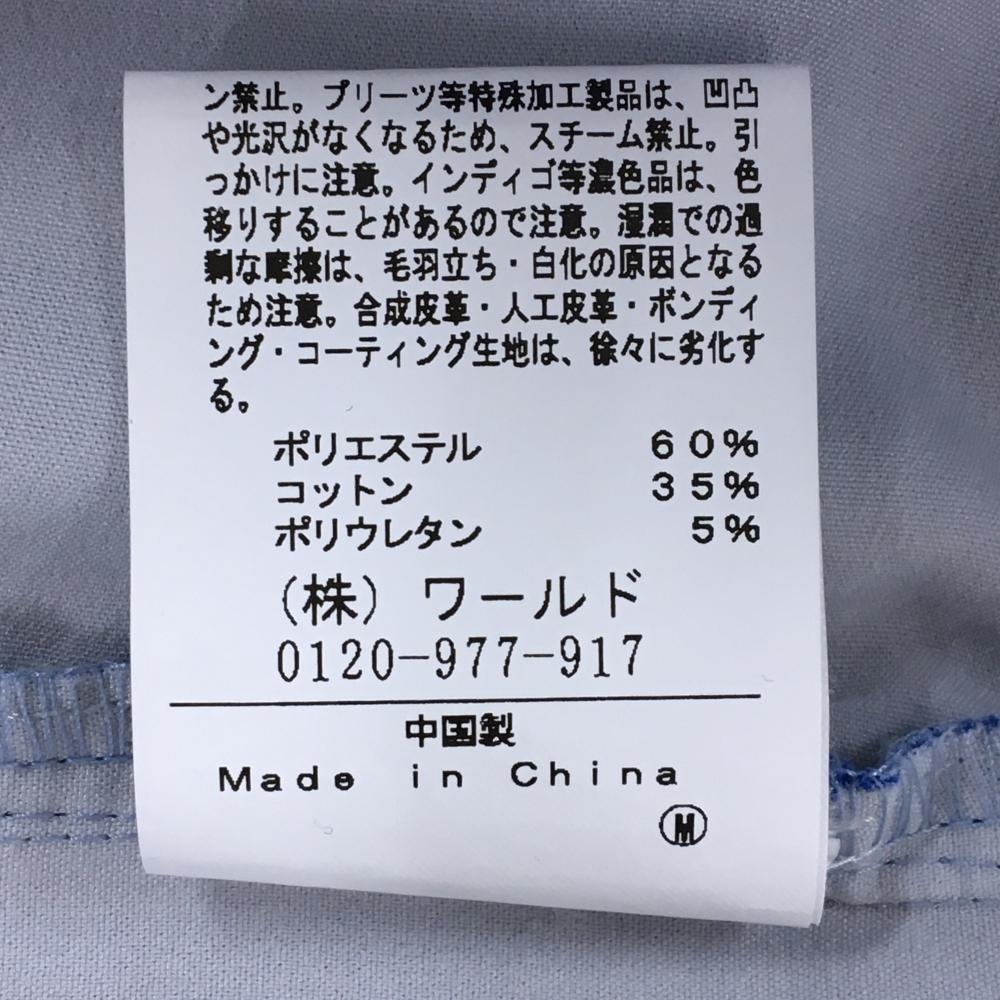 ン禁止。プリーツ等特殊加工製品は、凹凸
や光沢がなくなるため、スチーム禁止。引
っかけに注意。インディゴ等濃色品は、色
移りすることがあるので注意。湿潤での過
剰な摩擦は、毛羽立ち・白化の原因となる
ため注意。合成皮革・人工皮革・ボンディ
ング・コーティング生地は、徐々に劣化す
る。
ポリエステル 60%
コットン 35%
ポリウレタン 5%
(株) ワールド
0120-977-917
中国製
Made in China
Ⓜ